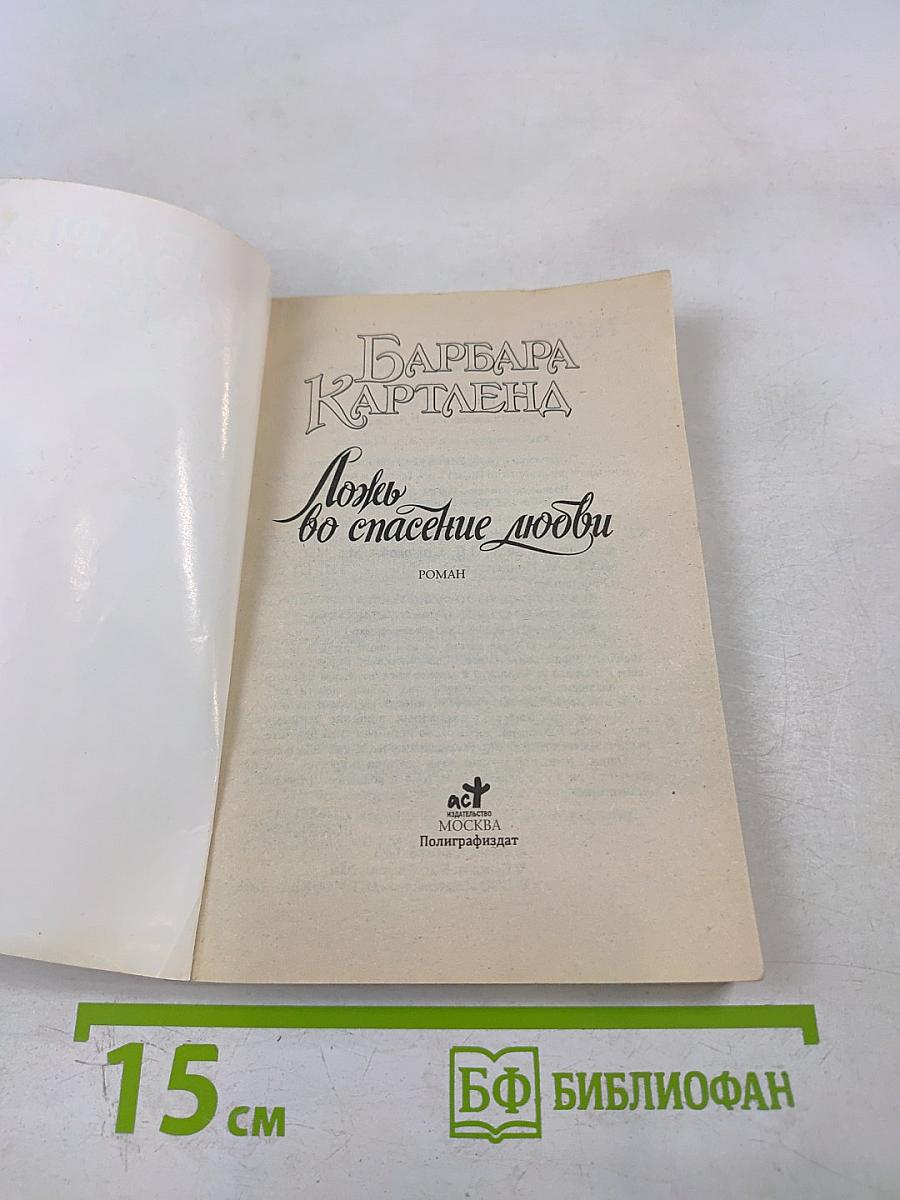 БАРБАРА
КАРТЛЕНД
Ложь
во спасение любви
РОМАН
аст
ИЗДАТЕЛЬСТВО
МОСКВА
Полиграфиздат
15 см
БФ БИБЛИОФАН